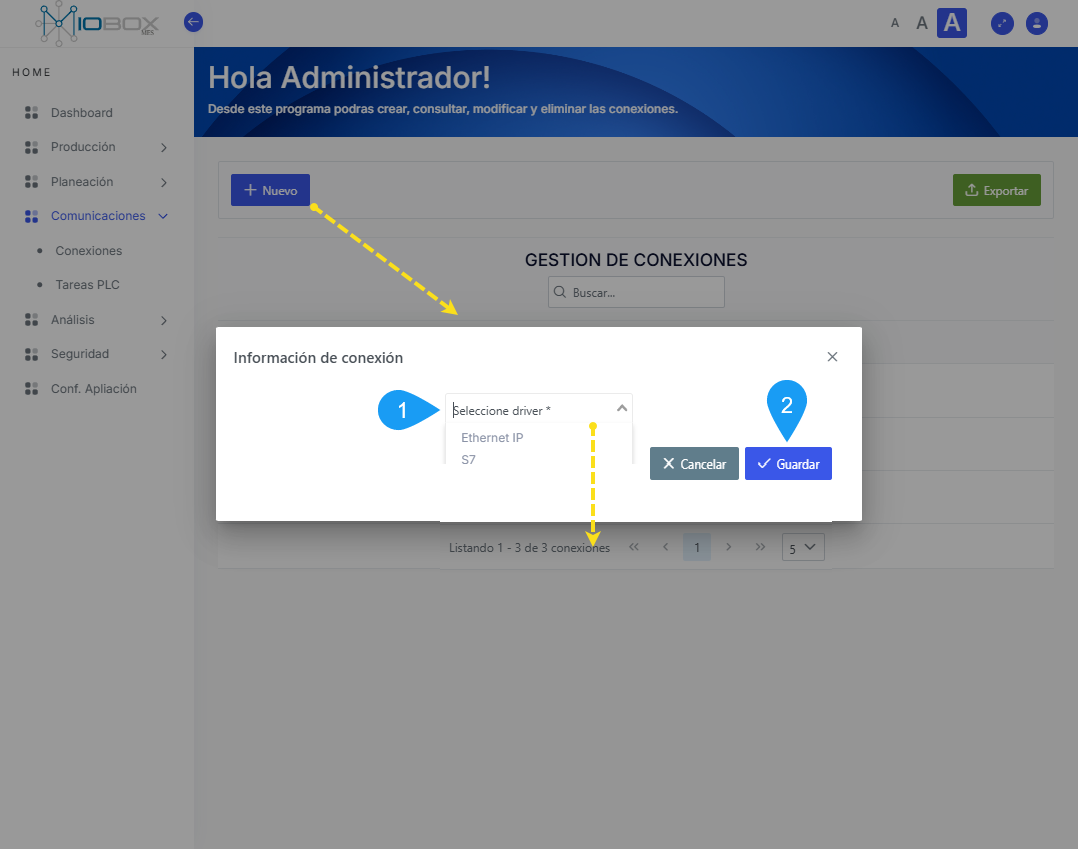 IOBOX
MES
A A A
HOME
Hola Administrador!
Desde este programa podras crear, consultar, modificar y eliminar las conexiones.
Dashboard
Producción
Planeación
Comunicaciones
Conexiones
Tareas PLC
Análisis
Seguridad
Conf. Apliación
Nuevo
Exportar
GESTION DE CONEXIONES
Buscar...
Información de conexión
1
Seleccione driver *
2
Ethernet IP
S7
Cancelar
Guardar
Listando 1 - 3 de 3 conexiones
1
5